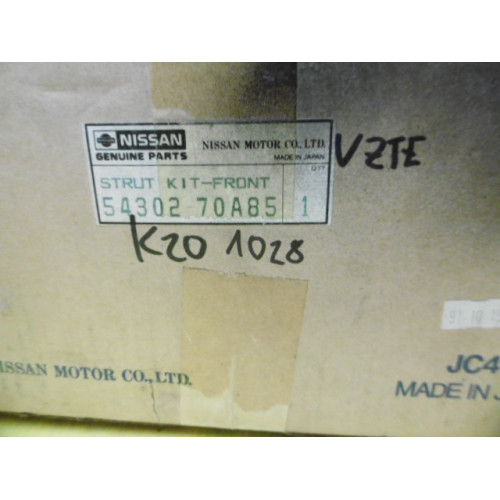 NISSAN NISSAN MOTOR CO., LTD.
GENUINE PARTS MADE IN JAPAN
QTY
STRUT KIT-FRONT
54302 70A85 1
VZTE
K20 1028
JC4
NISSAN MOTOR CO., LTD.
MADE IN J